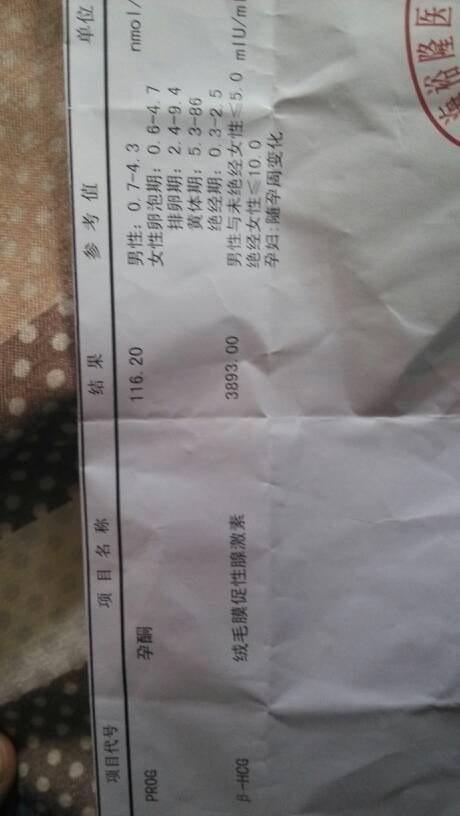 项目代号 项目名称 结果 参考值 单位
PROG 孕酮 116.20 男性: 0.7-4.3 nmol/
女性卵泡期: 0.6-4.7
排卵期: 2.4-9.4
黄体期: 5.3-86
绝经期: 0.3-2.5
β-HCG 绒毛膜促性腺激素 3893.00 男性与未绝经女性≤5.0 mIU/ml
绝经女性≤10.0
孕妇:随孕周变化
裕隆医